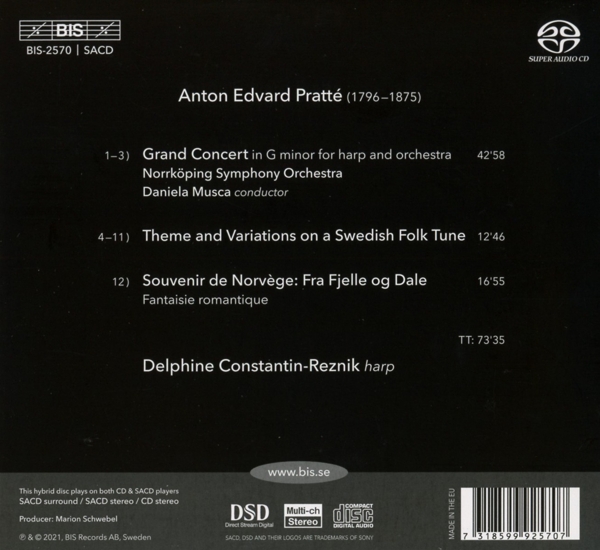 BIS
BIS-2570 | SACD
SUPER AUDIO CD
Anton Edvard Pratté (1796–1875)
1–3) Grand Concert in G minor for harp and orchestra 42'58
Norrköping Symphony Orchestra
Daniela Musca conductor
4–11) Theme and Variations on a Swedish Folk Tune 12'46
12) Souvenir de Norvège: Fra Fjelle og Dale 16'55
Fantaisie romantique
TT: 73'35
Delphine Constantin-Reznik harp
www.bis.se
This hybrid disc plays on both CD & SACD players
SACD surround / SACD stereo / CD stereo
Producer: Marion Schwebel
℗ & © 2021, BIS Records AB, Sweden
DSD
Direct Stream Digital
Multi-ch
Stereo
COMPACT
disc
DIGITAL AUDIO
SACD, DSD AND THEIR LOGOS ARE TRADEMARKS OF SONY
MADE IN THE EU
7 318599 925707